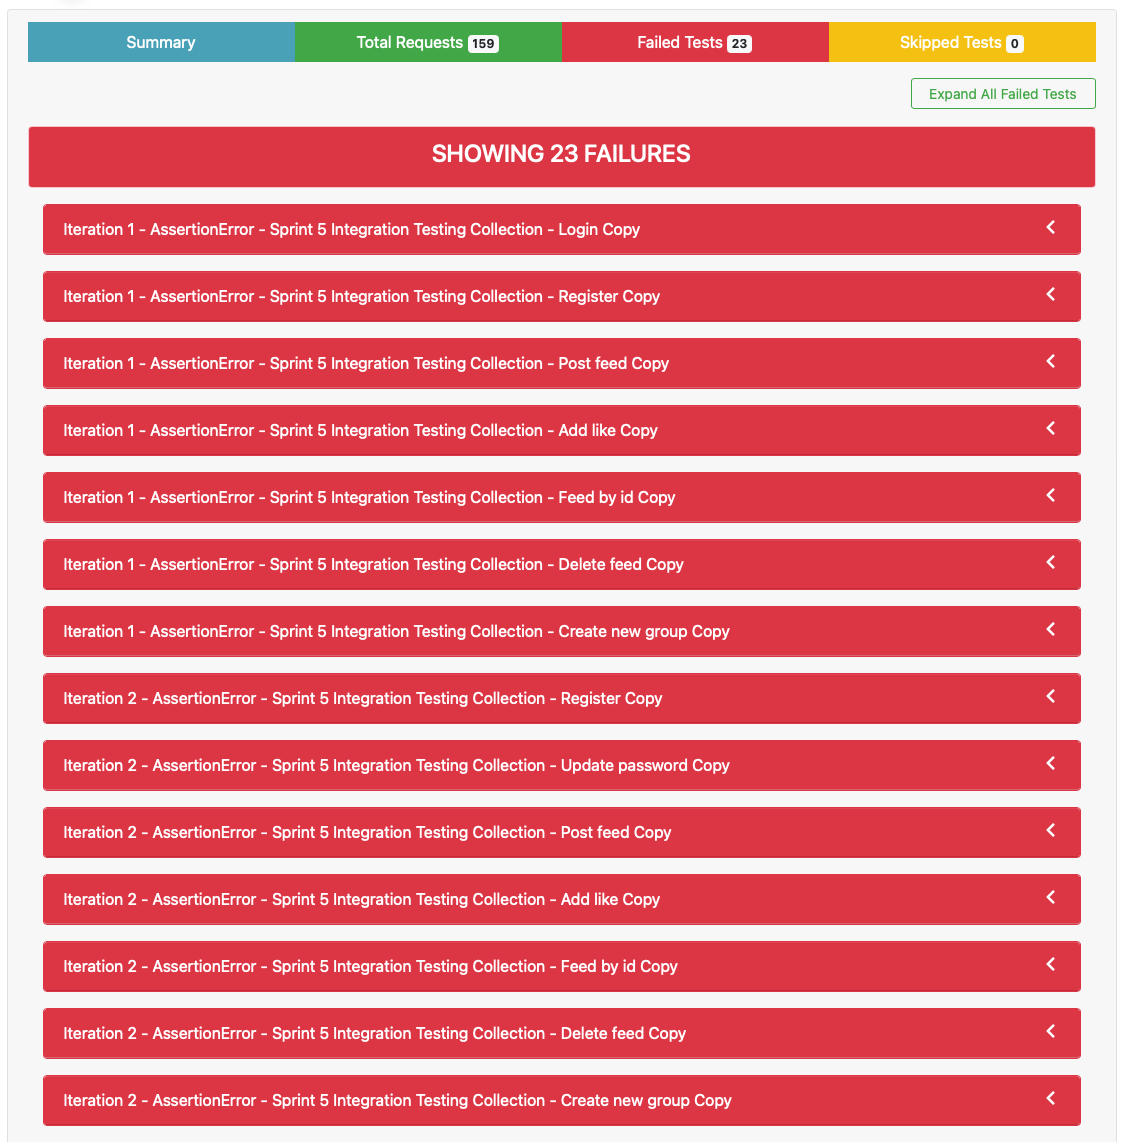 Summary
Total Requests 159
Failed Tests 23
Skipped Tests 0
Expand All Failed Tests
SHOWING 23 FAILURES
Iteration 1 - AssertionError - Sprint 5 Integration Testing Collection - Login Copy
Iteration 1 - AssertionError - Sprint 5 Integration Testing Collection - Register Copy
Iteration 1 - AssertionError - Sprint 5 Integration Testing Collection - Post feed Copy
Iteration 1 - AssertionError - Sprint 5 Integration Testing Collection - Add like Copy
Iteration 1 - AssertionError - Sprint 5 Integration Testing Collection - Feed by id Copy
Iteration 1 - AssertionError - Sprint 5 Integration Testing Collection - Delete feed Copy
Iteration 1 - AssertionError - Sprint 5 Integration Testing Collection - Create new group Copy
Iteration 2 - AssertionError - Sprint 5 Integration Testing Collection - Register Copy
Iteration 2 - AssertionError - Sprint 5 Integration Testing Collection - Update password Copy
Iteration 2 - AssertionError - Sprint 5 Integration Testing Collection - Post feed Copy
Iteration 2 - AssertionError - Sprint 5 Integration Testing Collection - Add like Copy
Iteration 2 - AssertionError - Sprint 5 Integration Testing Collection - Feed by id Copy
Iteration 2 - AssertionError - Sprint 5 Integration Testing Collection - Delete feed Copy
Iteration 2 - AssertionError - Sprint 5 Integration Testing Collection - Create new group Copy